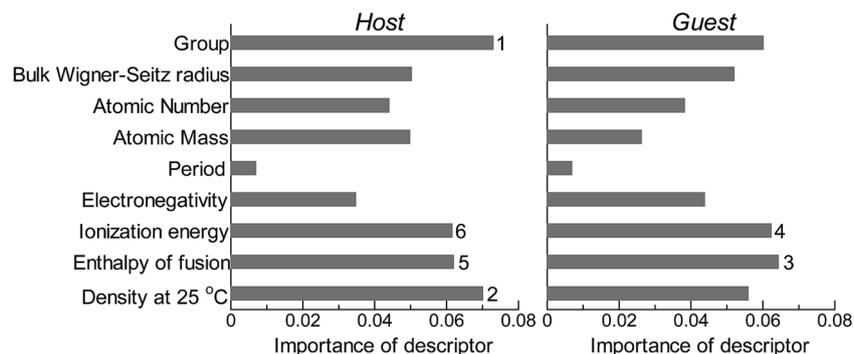 Host Guest
Group 1
Bulk Wigner-Seitz radius
Atomic Number
Atomic Mass
Period
Electronegativity
Ionization energy 6 4
Enthalpy of fusion 5 3
Density at 25 °C 2
0 0.02 0.04 0.06 0.08 0 0.02 0.04 0.06 0.08
Importance of descriptor Importance of descriptor